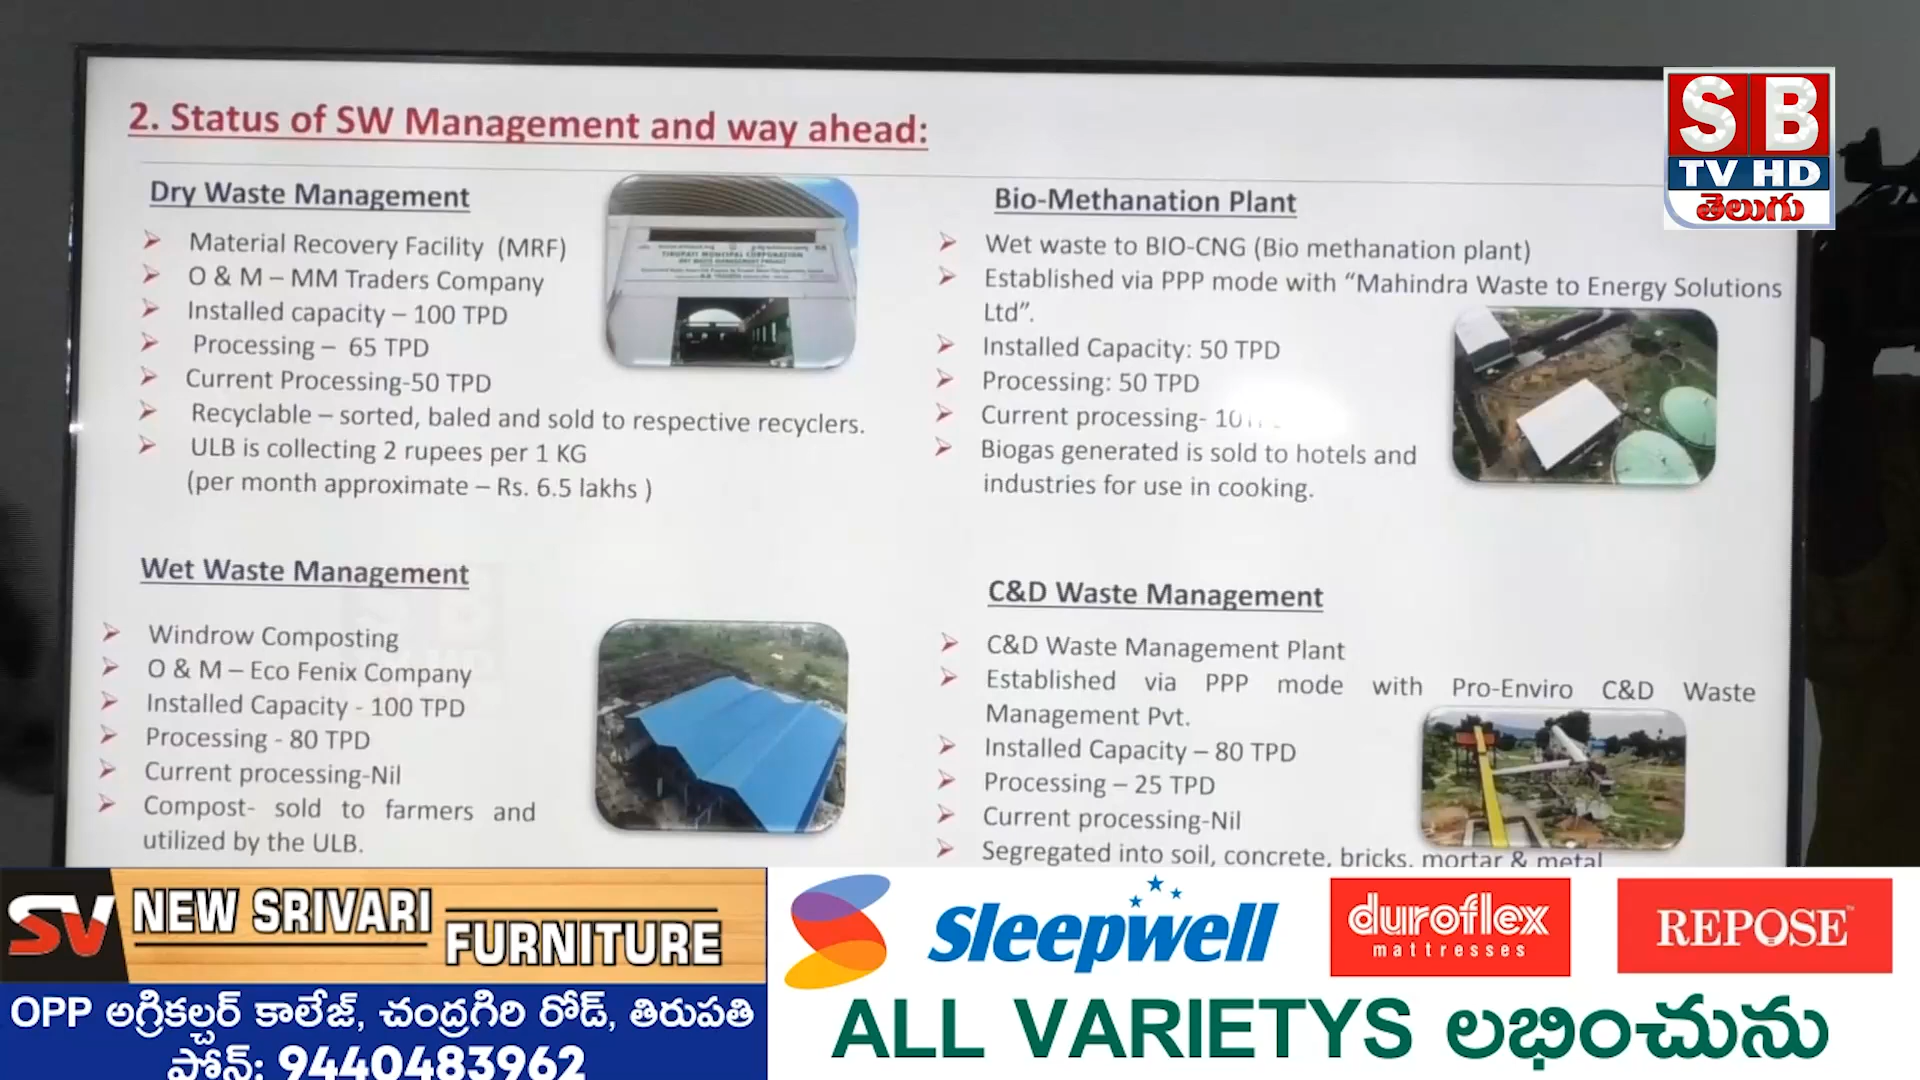 2. Status of SW Management and way ahead:
Dry Waste Management
Material Recovery Facility (MRF)
O & M – MM Traders Company
Installed capacity – 100 TPD
Processing – 65 TPD
Current Processing-50 TPD
Recyclable – sorted, baled and sold to respective recyclers.
ULB is collecting 2 rupees per 1 KG
(per month approximate – Rs. 6.5 lakhs )
TIRUPATI MUNICIPAL CORPORATION
Wet Waste Management
Windrow Composting
O & M – Eco Fenix Company
Installed Capacity - 100 TPD
Processing - 80 TPD
Current processing-Nil
Compost- sold to farmers and
utilized by the ULB.
Bio-Methanation Plant
Wet waste to BIO-CNG (Bio methanation plant)
Established via PPP mode with “Mahindra Waste to Energy Solutions
Ltd”.
Installed Capacity: 50 TPD
Processing: 50 TPD
Current processing-
Biogas generated is sold to hotels and
industries for use in cooking.
C&D Waste Management
C&D Waste Management Plant
Established via PPP mode with Pro-Enviro C&D Waste
Management Pvt.
Installed Capacity – 80 TPD
Processing – 25 TPD
Current processing-Nil
Segregated into soil, concrete, bricks, mortar & metal
SB
TV HD
తెలుగు
SV NEW SRIVARI
FURNITURE
OPP అగ్రికల్చర్ కాలేజ్, చంద్రగిరి రోడ్, తిరుపతి
ఫోన్: 9440483962
Sleepwell
duroflex
mattresses
REPOSE™
ALL VARIETYS లభించును